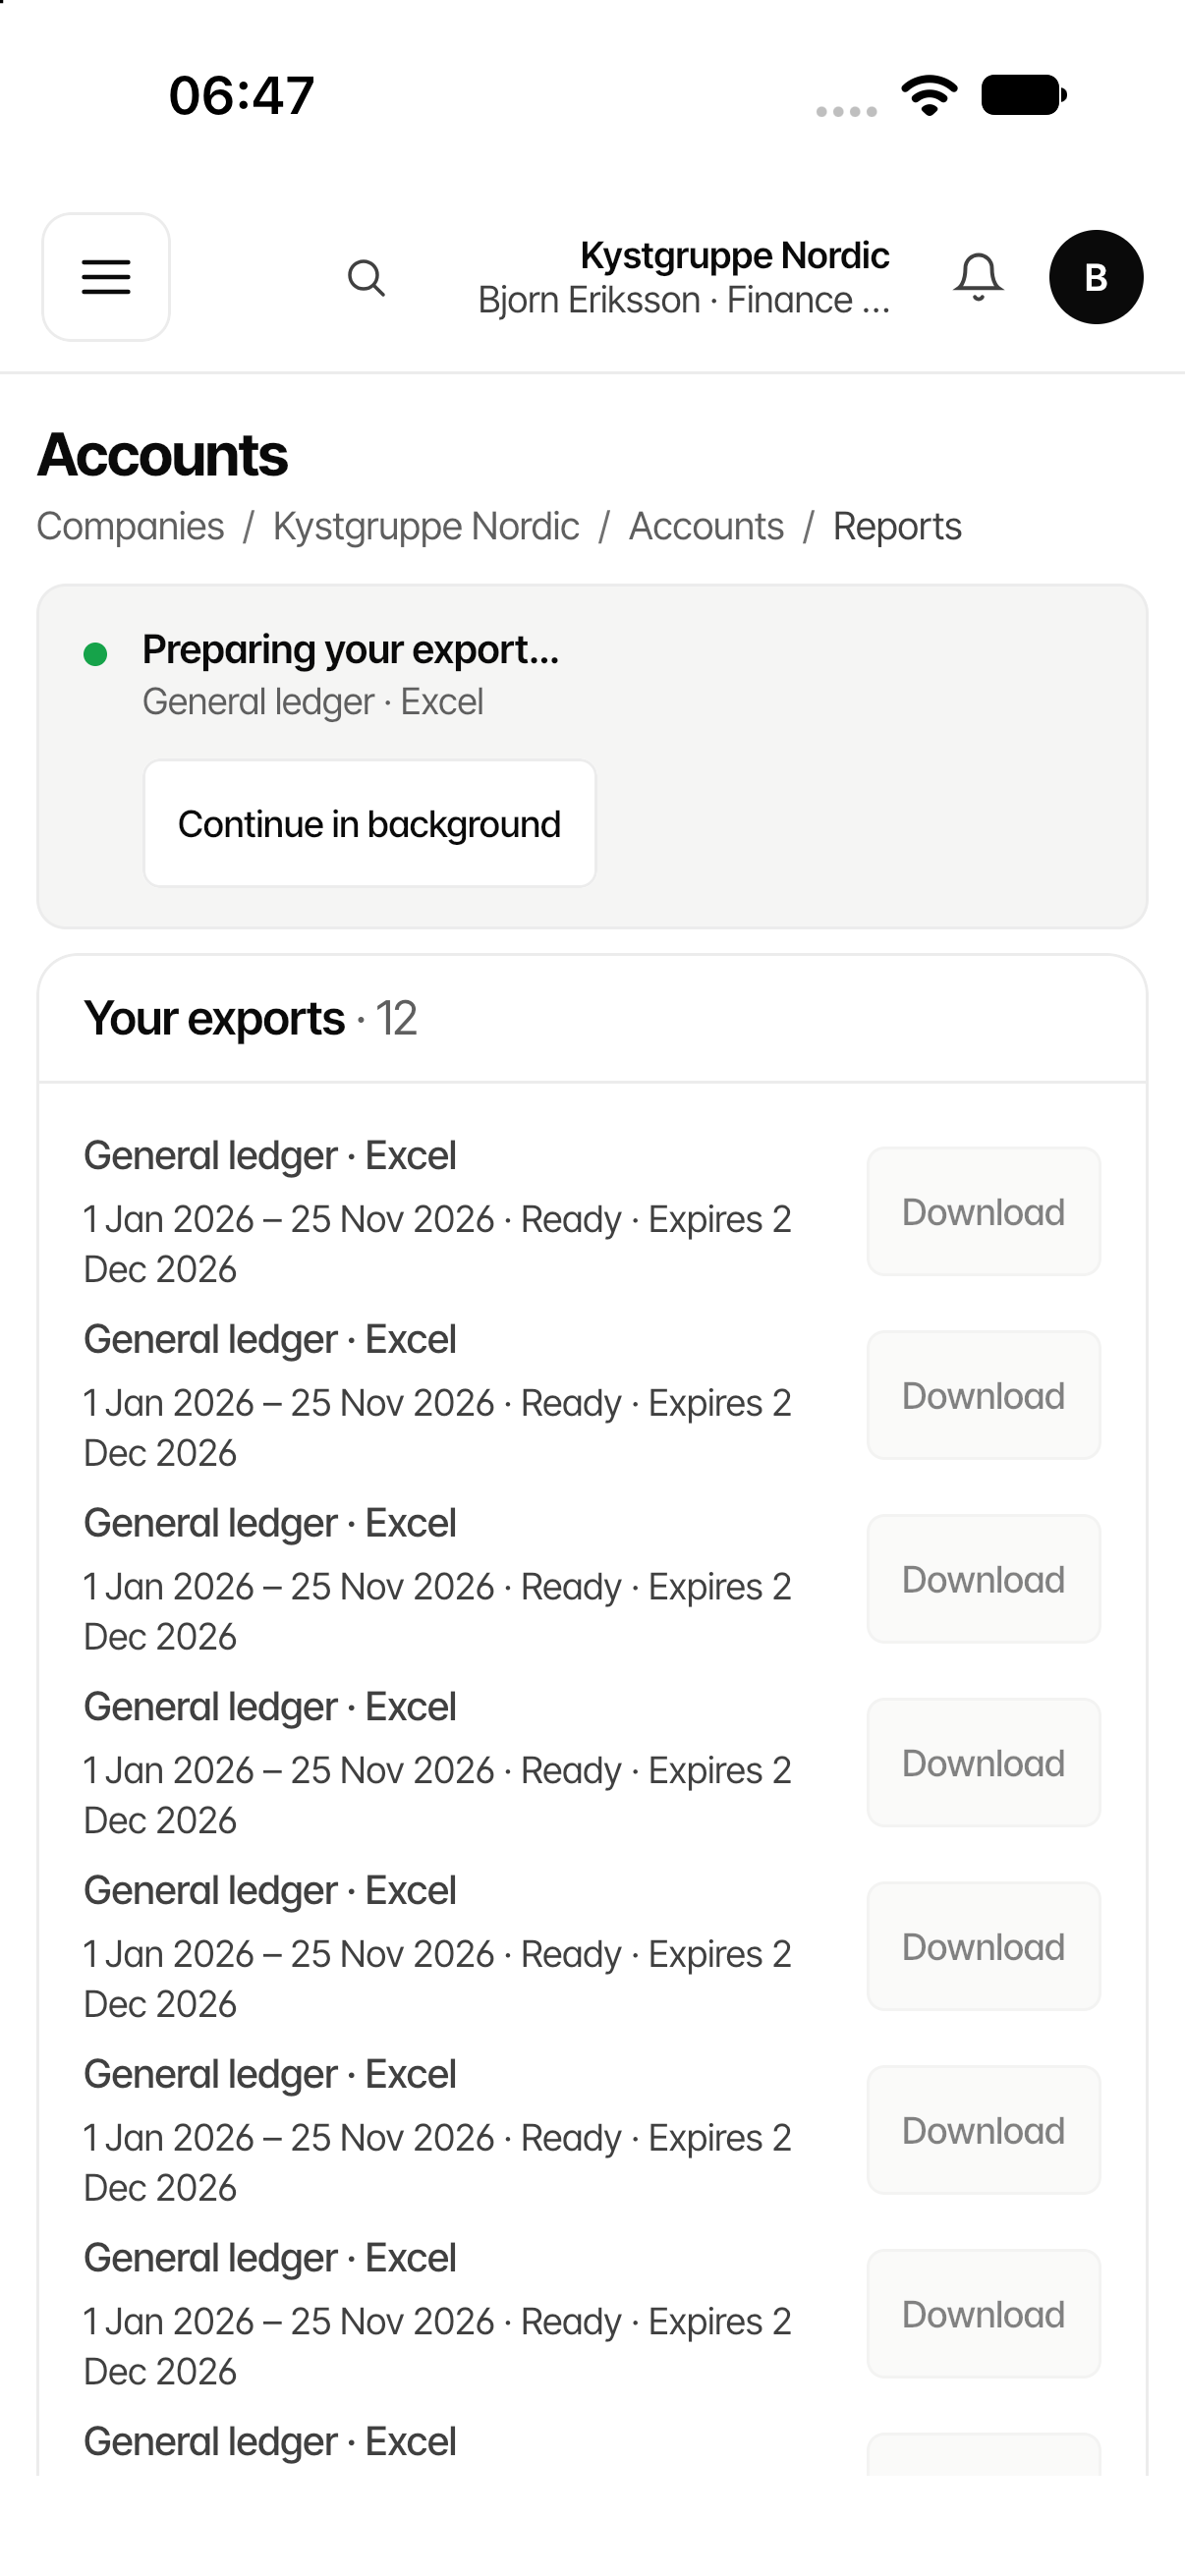 06:47
Kystgruppe Nordic
Bjorn Eriksson · Finance ...
B
Accounts
Companies / Kystgruppe Nordic / Accounts / Reports
Preparing your export...
General ledger · Excel
Continue in background
Your exports · 12
General ledger · Excel
1 Jan 2026 – 25 Nov 2026 · Ready · Expires 2
Dec 2026
Download
General ledger · Excel
1 Jan 2026 – 25 Nov 2026 · Ready · Expires 2
Dec 2026
Download
General ledger · Excel
1 Jan 2026 – 25 Nov 2026 · Ready · Expires 2
Dec 2026
Download
General ledger · Excel
1 Jan 2026 – 25 Nov 2026 · Ready · Expires 2
Dec 2026
Download
General ledger · Excel
1 Jan 2026 – 25 Nov 2026 · Ready · Expires 2
Dec 2026
Download
General ledger · Excel
1 Jan 2026 – 25 Nov 2026 · Ready · Expires 2
Dec 2026
Download
General ledger · Excel
1 Jan 2026 – 25 Nov 2026 · Ready · Expires 2
Dec 2026
Download
General ledger · Excel